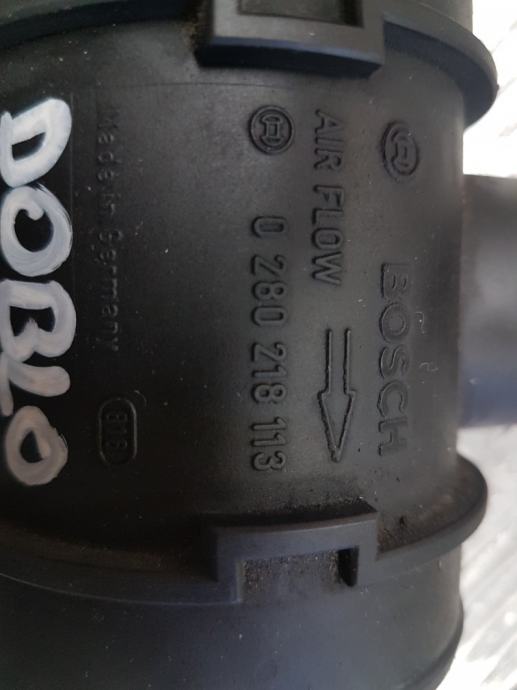 BOSCH
AIR FLOW
0 280 218 113
Made in Germany
DOBLO